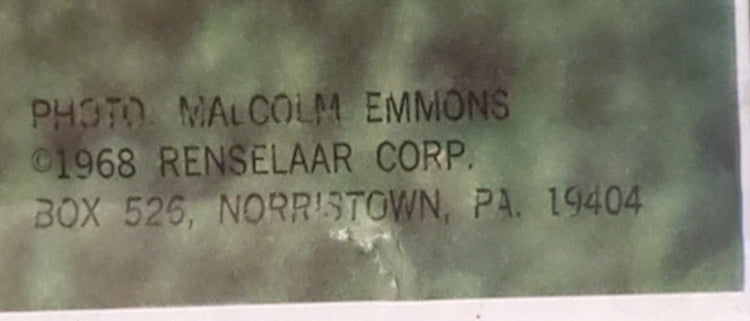 PHOTO. MALCOLM EMMONS
©1968 RENSELAAR CORP.
BOX 526, NORRISTOWN, PA. 19404